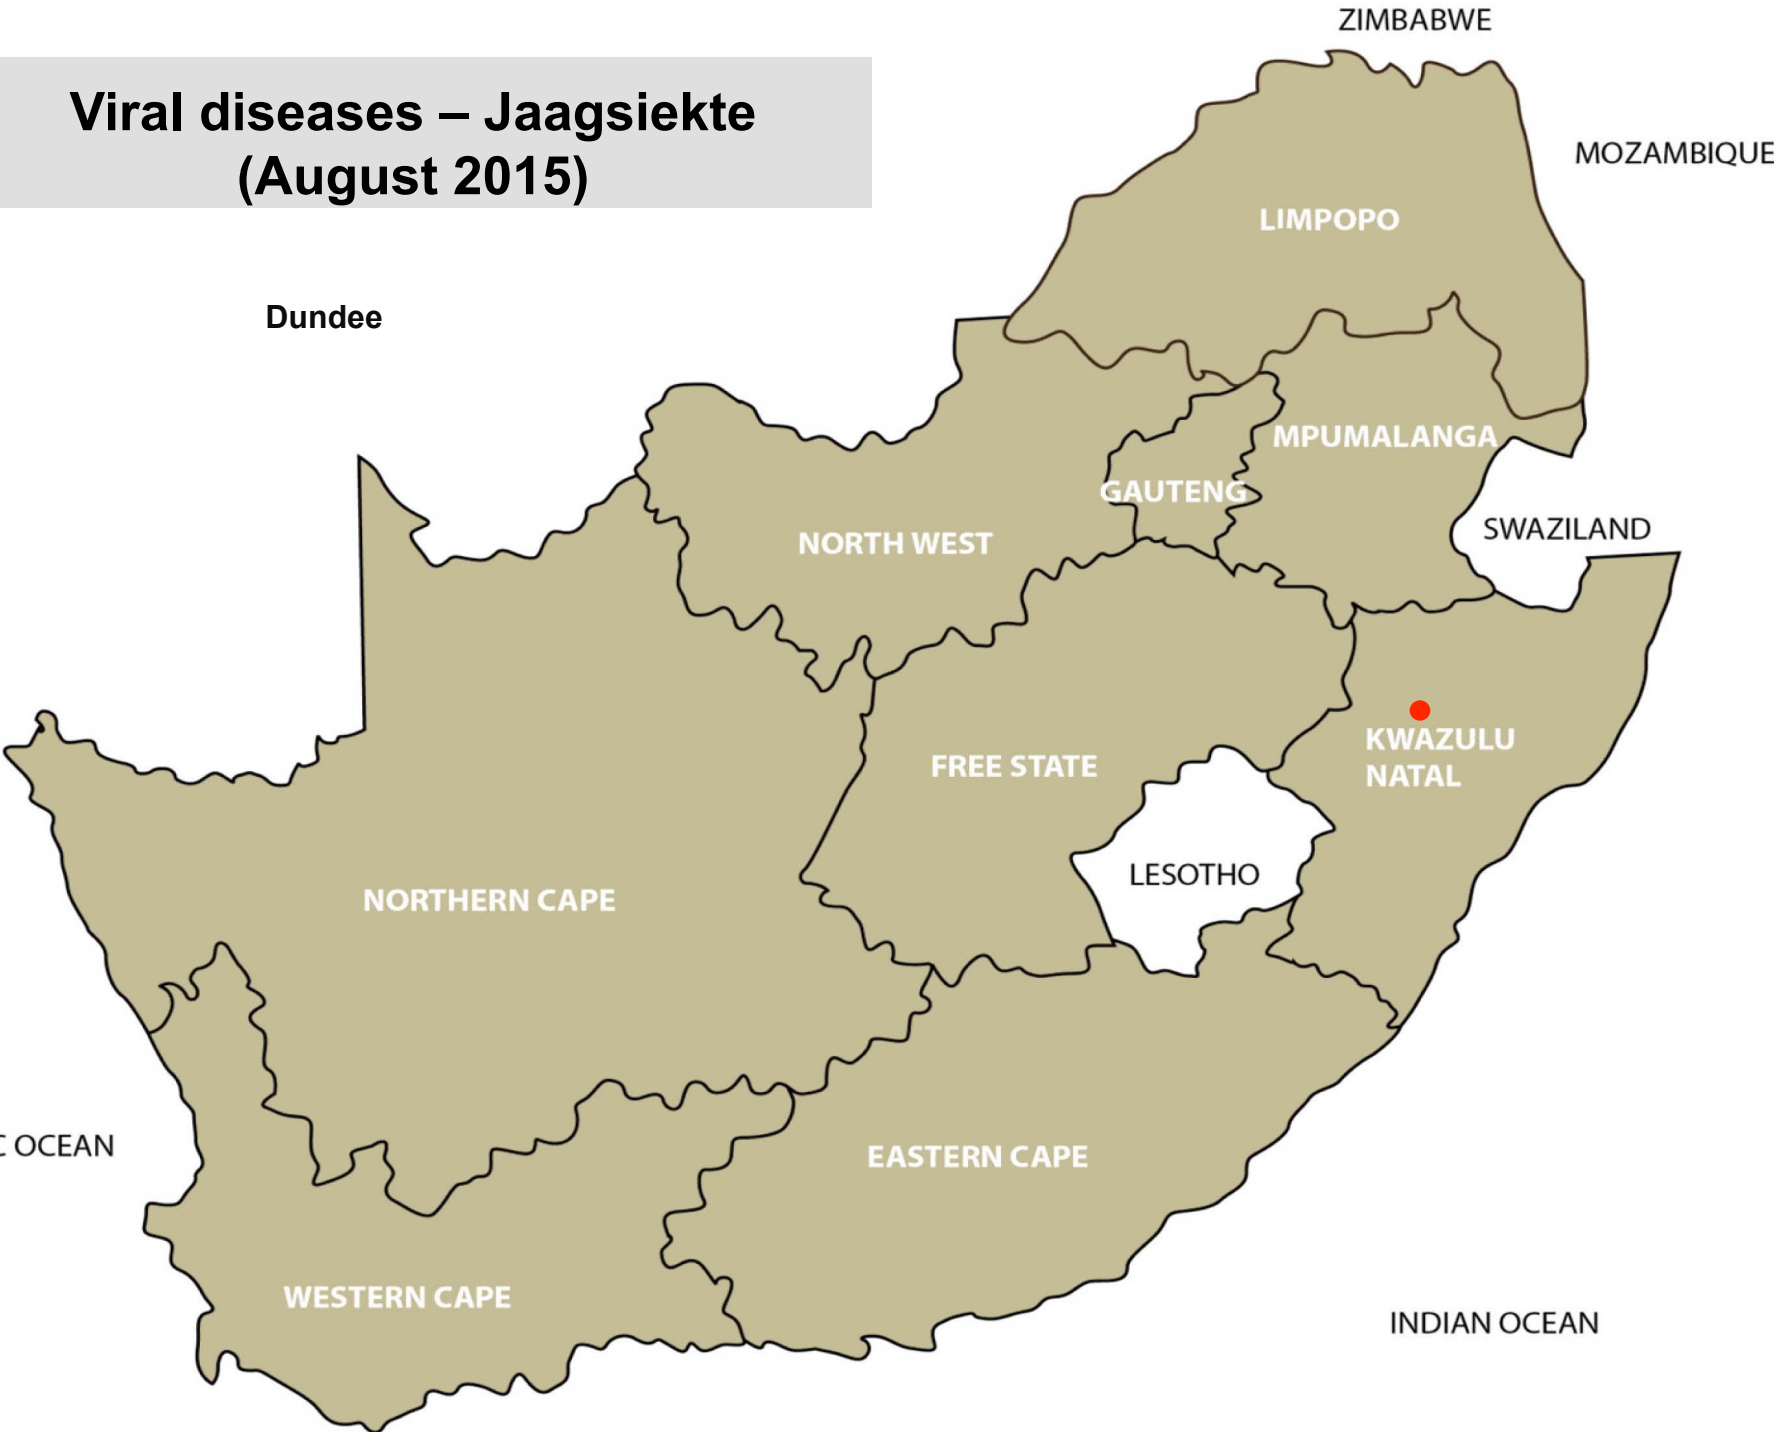 ZIMBABWE
Viral diseases – Jaagsiekte
(August 2015)
MOZAMBIQUE
LIMPOPO
Dundee
MPUMALANGA
GAUTENG
SWAZILAND
NORTH WEST
KWAZULU
NATAL
FREE STATE
LESOTHO
NORTHERN CAPE
C OCEAN
EASTERN CAPE
WESTERN CAPE
INDIAN OCEAN